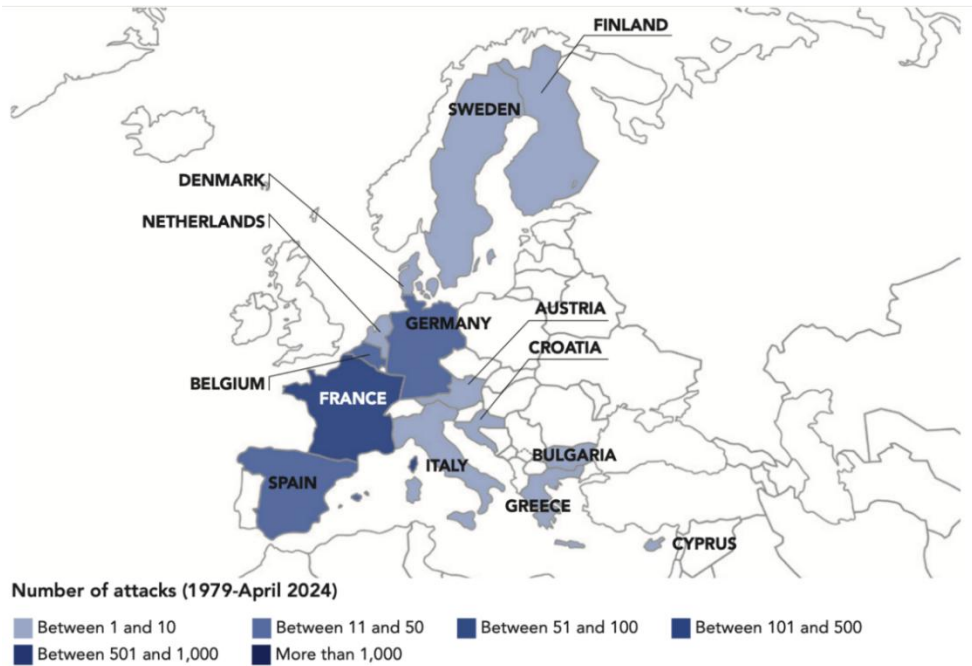 FINLAND
SWEDEN
DENMARK
NETHERLANDS
AUSTRIA
GERMANY
CROATIA
BELGIUM
FRANCE
BULGARIA
ITALY
SPAIN
GREECE
CYPRUS
Number of attacks (1979-April 2024)
Between 1 and 10
Between 11 and 50
Between 51 and 100
Between 101 and 500
Between 501 and 1,000
More than 1,000